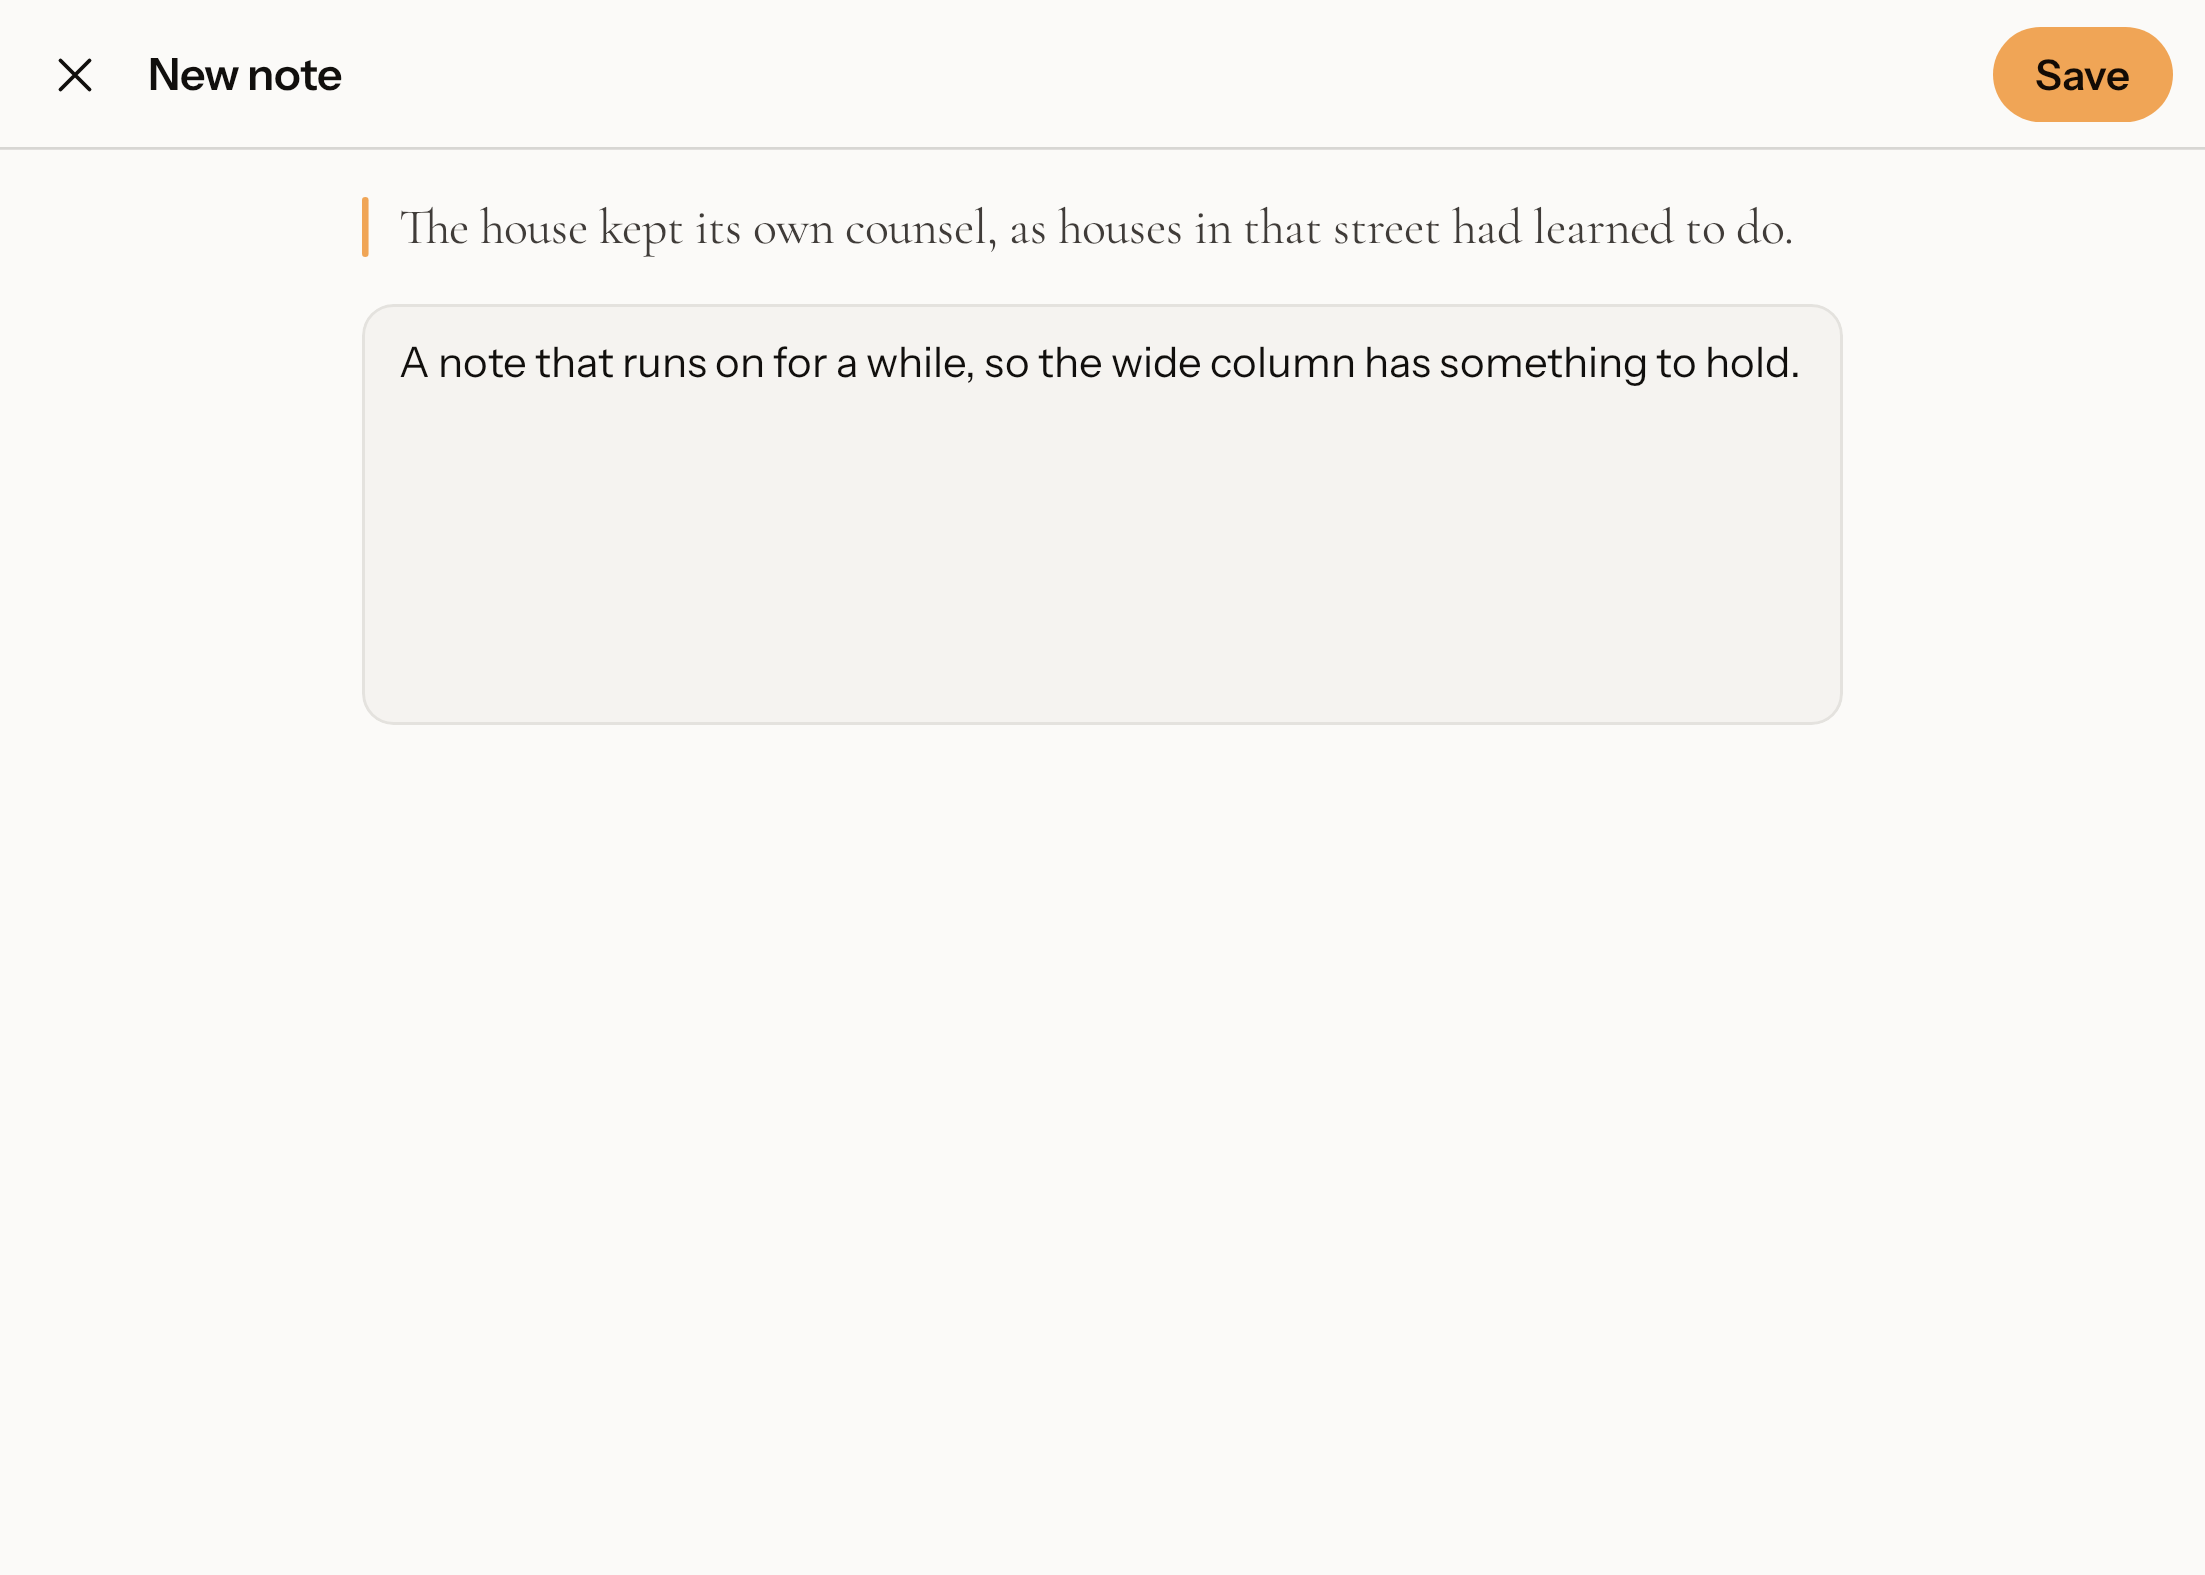 New note
Save
The house kept its own counsel, as houses in that street had learned to do.
A note that runs on for a while, so the wide column has something to hold.